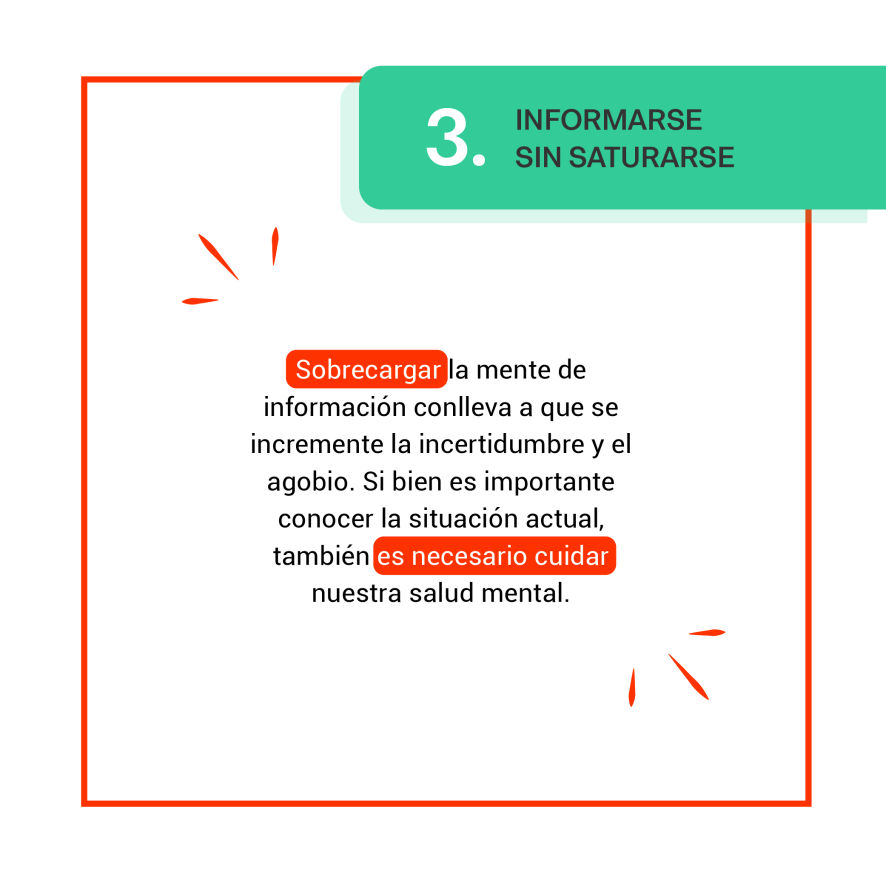 3.
INFORMARSE
SIN SATURARSE
Sobrecargar la mente de
información conlleva a que se
incremente la incertidumbre y el
agobio. Si bien es importante
conocer la situación actual,
también es necesario cuidar
nuestra salud mental.